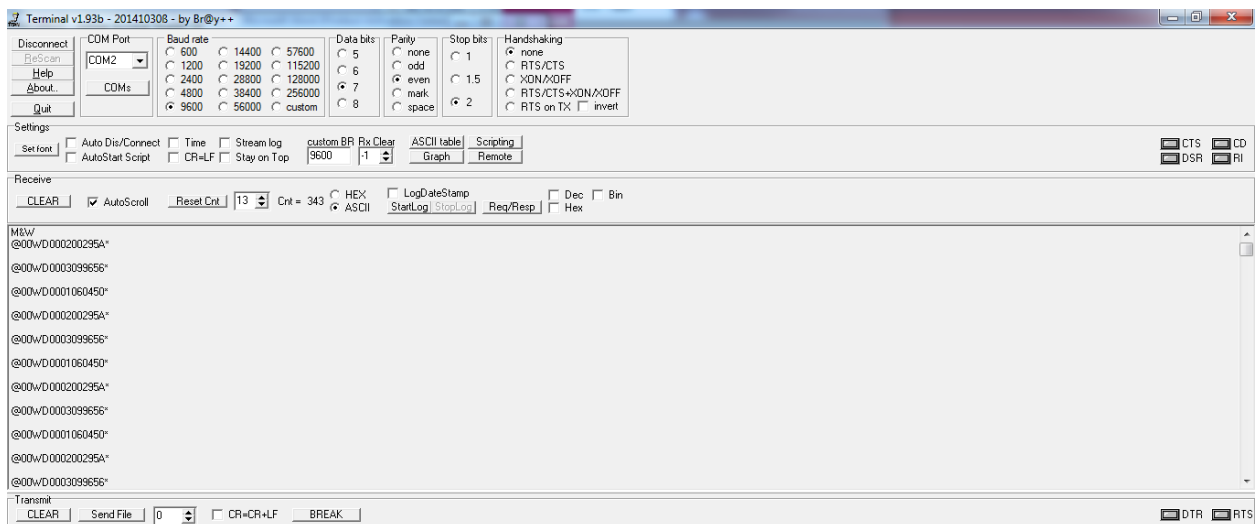 Terminal v1.93b - 20141030ß - by Br@y++
Disconnect
ReScan
Help
About..
Quit
COM Port
COM2
COMs
Baud rate
600 14400 57600
1200 19200 115200
2400 28800 128000
4800 38400 256000
9600 56000 custom
Data bits
5
6
7
8
Parity
none
odd
even
mark
space
Stop bits
1
1.5
2
Handshaking
none
RTS/CTS
XON/XOFF
RTS/CTS+XON/XOFF
RTS on TX invert
Settings
Set font
Auto Dis/Connect Time Stream log
AutoStart Script CR=LF Stay on Top
custom BR Rx Clear
9600 -1
ASCII table Scripting
Graph Remote
CTS CD
DSR RI
Receive
CLEAR AutoScroll Reset Cnt 13 Cnt = 343
HEX
ASCII
LogDateStamp
StartLog StopLog Req/Resp
Dec Bin
Hex
M&W
@00WD000200295A*
@00WD0003099656*
@00WD0001060450*
@00WD000200295A*
@00WD0003099656*
@00WD0001060450*
@00WD000200295A*
@00WD0003099656*
@00WD0001060450*
@00WD000200295A*
@00WD0003099656*
Transmit
CLEAR Send File 0 CR=CR+LF BREAK
DTR RTS